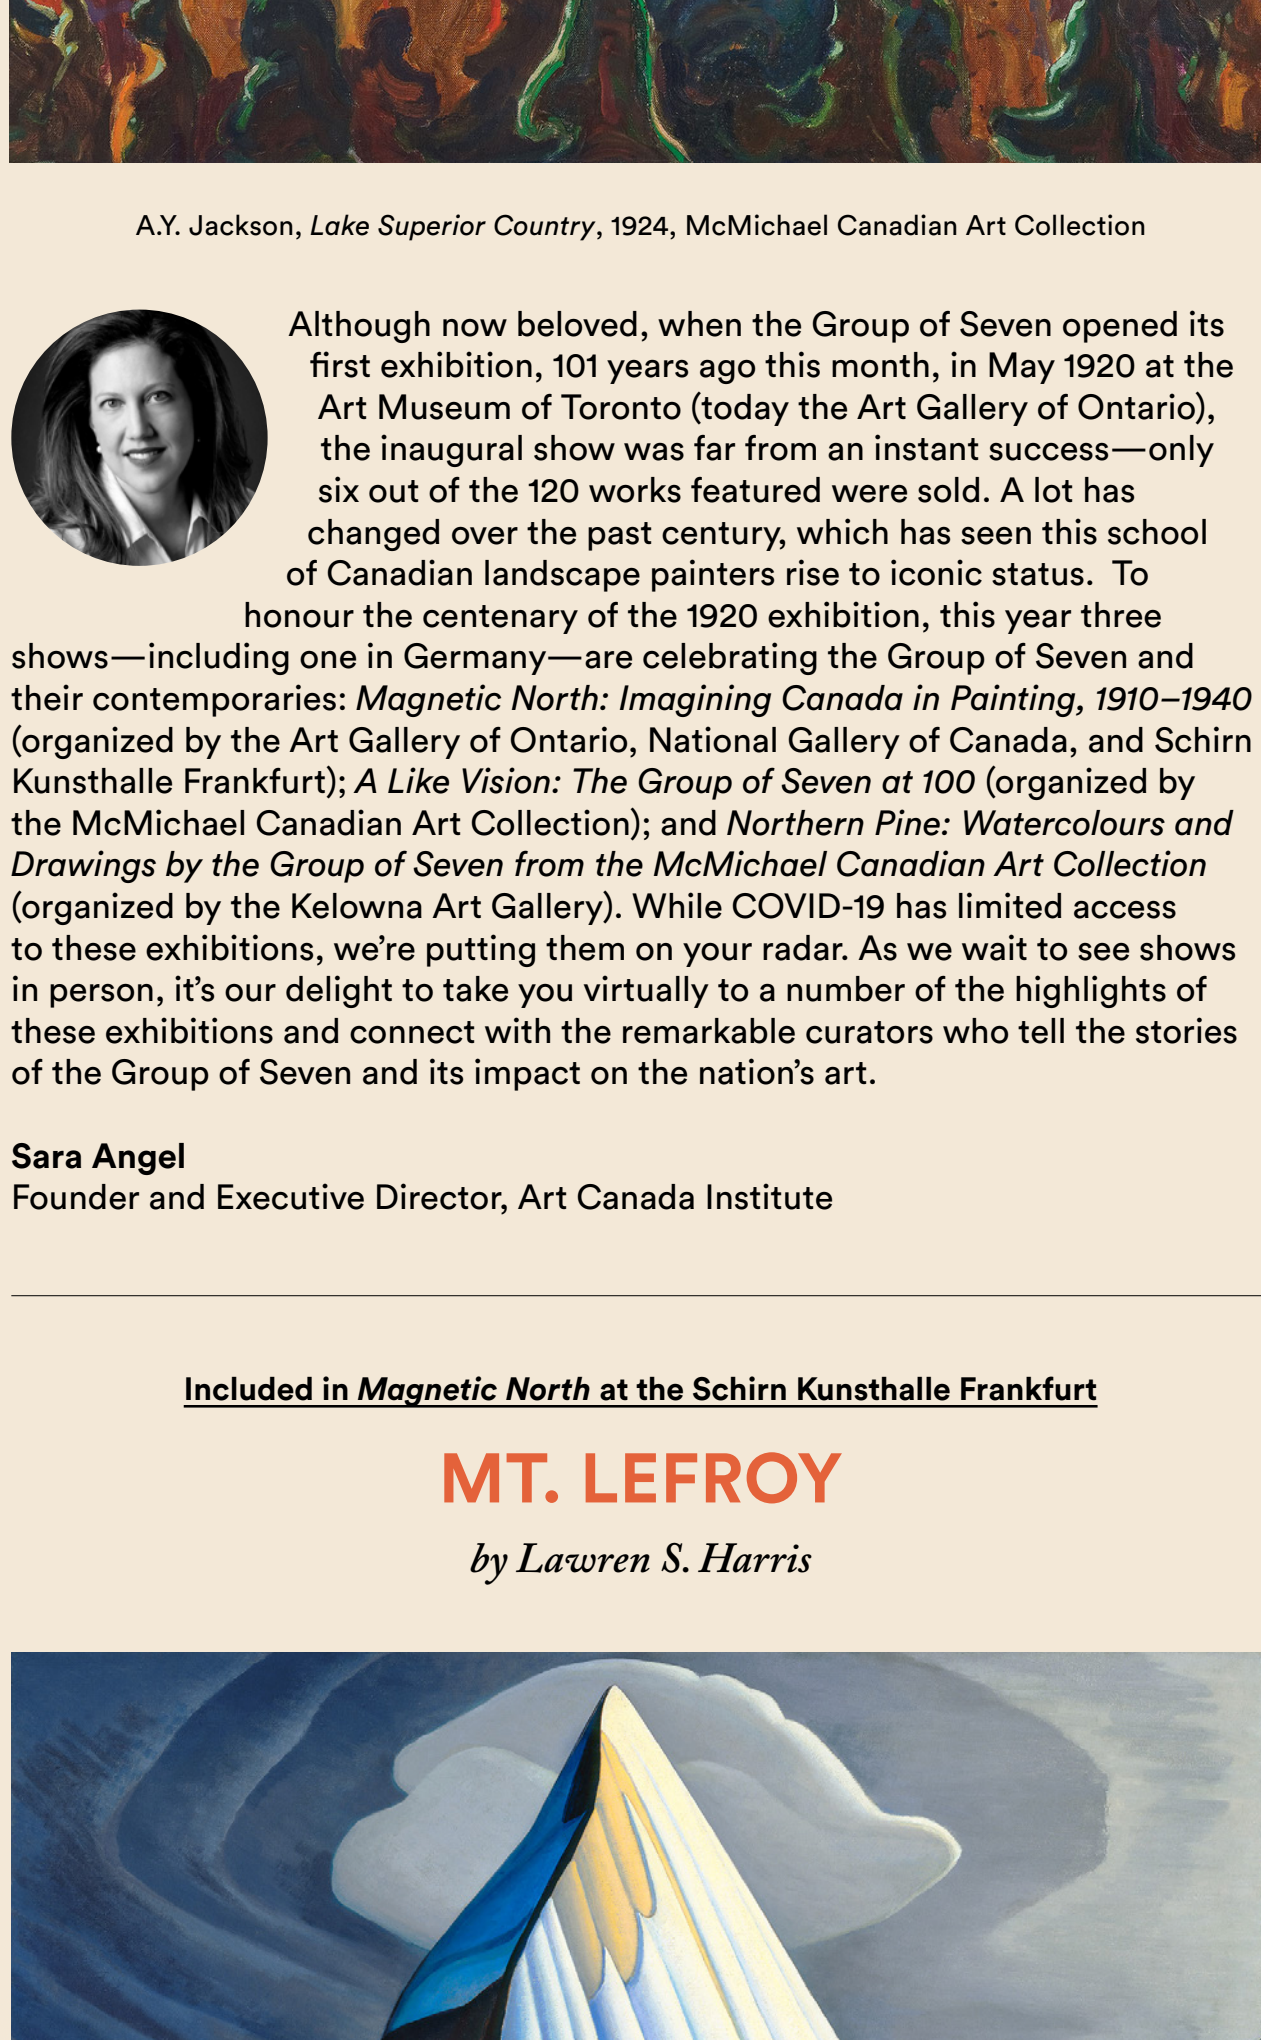 A.Y. Jackson, Lake Superior Country, 1924, McMichael Canadian Art Collection
Although now beloved, when the Group of Seven opened its
first exhibition, 101 years ago this month, in May 1920 at the
Art Museum of Toronto (today the Art Gallery of Ontario),
the inaugural show was far from an instant success—only
six out of the 120 works featured were sold. A lot has
changed over the past century, which has seen this school
of Canadian landscape painters rise to iconic status.  To
honour the centenary of the 1920 exhibition, this year three
shows—including one in Germany—are celebrating the Group of Seven and
their contemporaries: Magnetic North: Imagining Canada in Painting, 1910–1940
(organized by the Art Gallery of Ontario, National Gallery of Canada, and Schirn
Kunsthalle Frankfurt); A Like Vision: The Group of Seven at 100 (organized by
the McMichael Canadian Art Collection); and Northern Pine: Watercolours and
Drawings by the Group of Seven from the McMichael Canadian Art Collection
(organized by the Kelowna Art Gallery). While COVID-19 has limited access
to these exhibitions, we’re putting them on your radar. As we wait to see shows
in person, it’s our delight to take you virtually to a number of the highlights of
these exhibitions and connect with the remarkable curators who tell the stories
of the Group of Seven and its impact on the nation’s art.
Sara Angel
Founder and Executive Director, Art Canada Institute
Included in Magnetic North at the Schirn Kunsthalle Frankfurt
MT. LEFROY
by Lawren S. Harris